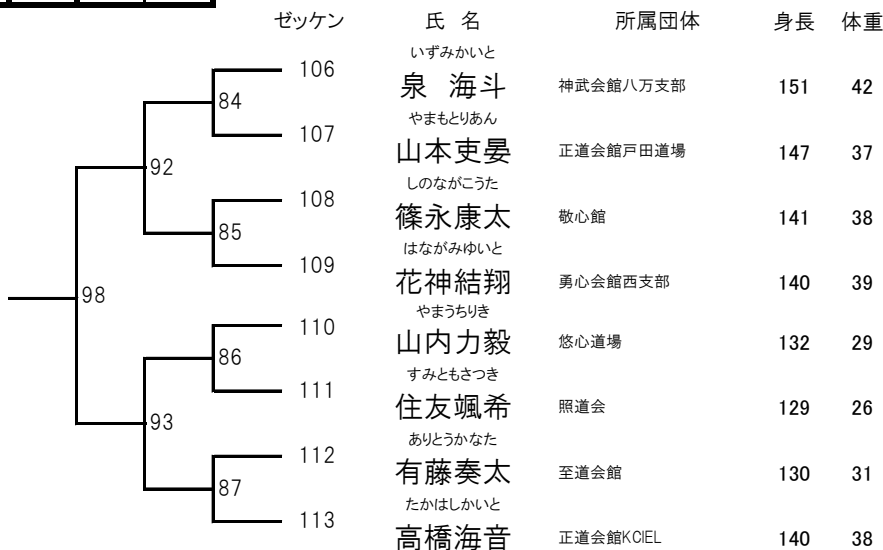 ゼッケン 氏 名 所属団体 身長 体重
いずみかいと
106 泉 海斗 神武会館八万支部 151 42
84
やまもとりあん
107 山本吏晏 正道会館戸田道場 147 37
92
しのながこうた
108 篠永康太 敬心館 141 38
85
はながみゆいと
109 花神結翔 勇心会館西支部 140 39
98
やまうちりき
110 山内力毅 悠心道場 132 29
86
すみともさつき
111 住友颯希 照道会 129 26
93
ありとうかなた
112 有藤奏太 至道会館 130 31
87
たかはしかいと
113 高橋海音 正道会館KCIEL 140 38